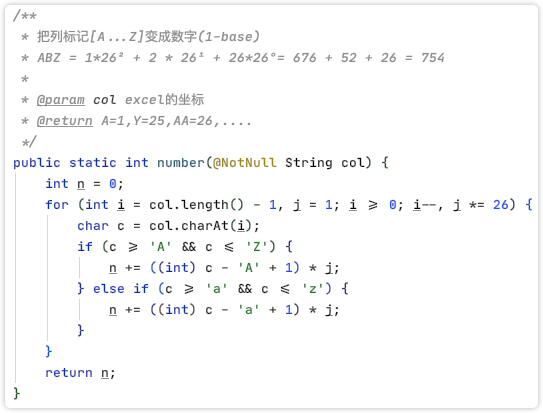 /**
 * 把列标记[A...Z]变成数字(1-base)
 * ABZ = 1*26² + 2 * 26¹ + 26*26°= 676 + 52 + 26 = 754
 *
 * @param col excel的坐标
 * @return A=1,Y=25,AA=26,....
 */
public static int number(@NotNull String col) {
    int n = 0;
    for (int i = col.length() - 1, j = 1; i >= 0; i--, j *= 26) {
        char c = col.charAt(i);
        if (c >= 'A' && c <= 'Z') {
            n += ((int) c - 'A' + 1) * j;
        } else if (c >= 'a' && c <= 'z') {
            n += ((int) c - 'a' + 1) * j;
        }
    }
    return n;
}